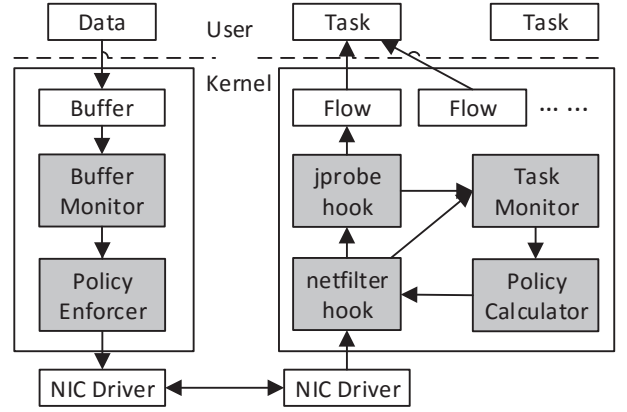 Data
User
Task
Task
Kernel
Buffer
Flow
Flow
... ...
Buffer
Monitor
jprobe
hook
Task
Monitor
Policy
Enforcer
netfilter
hook
Policy
Calculator
NIC Driver
NIC Driver